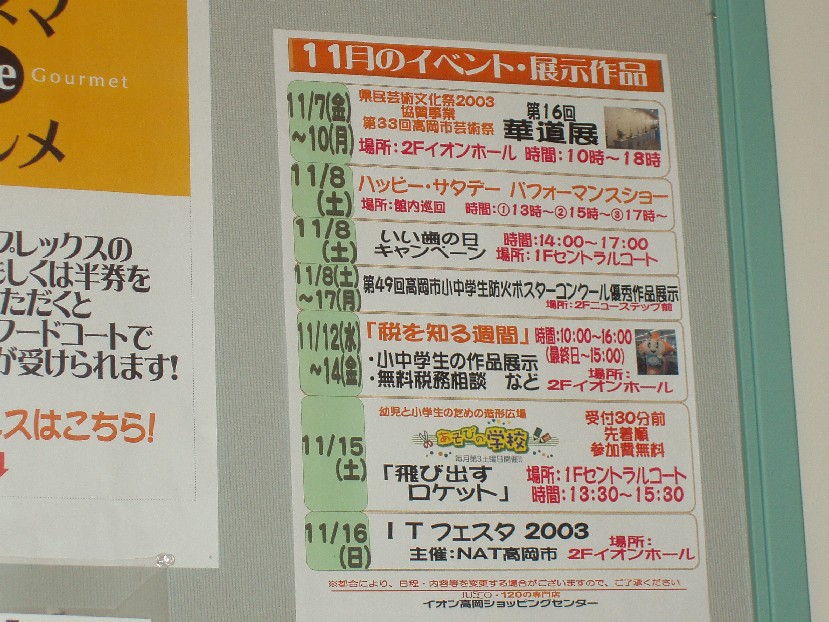 マ
e Gourmet
ルメ
プレックスの
もしくは半券を
ただくと
フードコートで
が受けられます!
スはこちら!
11月のイベント・展示作品
11/7(金)
~10(月)
県民芸術文化祭2003
協賛事業
第33回高岡市芸術祭
第16回
華道展
場所:2Fイオンホール 時間:10時~18時
11/8
(土)
ハッピー・サタデー パフォーマンスショー
場所:館内巡回 時間:①13時~②15時~③17時~
11/8
(土)
いい歯の日
キャンペーン
時間:14:00~17:00
場所:1Fセントラルコート
11/8(土)
~17(月)
第49回高岡市小中学生防火ポスターコンクール優秀作品展示
場所:2Fニューステップ前
11/12(水)
~14(金)
「税を知る週間」
・小中学生の作品展示
・無料税務相談 など
時間:10:00~16:00
(最終日~15:00)
場所:
2Fイオンホール
11/15
(土)
幼児と小学生のための造形広場
あそびの学校
毎月第3土曜日開催!!
「飛び出す
ロケット」
受付30分前
先着順
参加費無料
場所:1Fセントラルコート
時間:13:30~15:30
11/16
(日)
ITフェスタ 2003
主催:NAT高岡市
場所:
2Fイオンホール
※都合により、日程・内容等を変更する場合がございますので、ご了承ください
JUSCO・120の専門店
イオン高岡ショッピングセンター